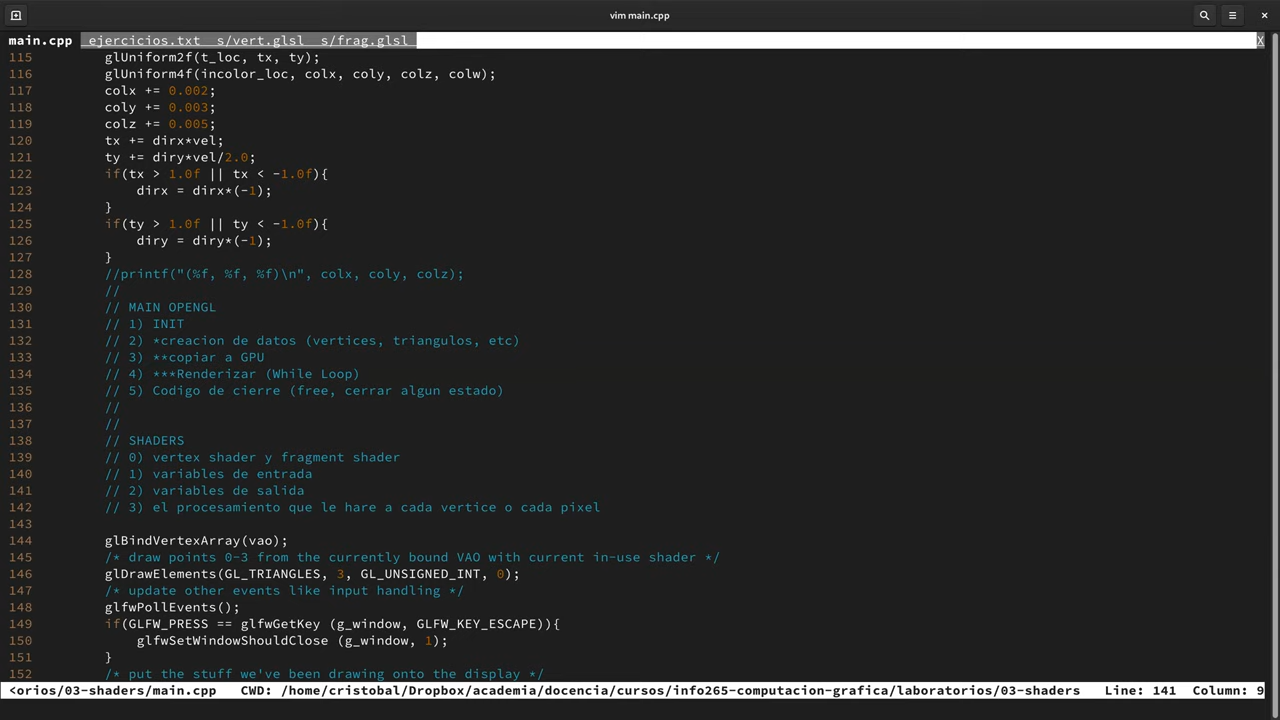 vim main.cpp
main.cpp ejercicios.txt s/vert.glsl s/frag.glsl X
115 glUniform2f(t_loc, tx, ty);
116 glUniform4f(incolor_loc, colx, coly, colz, colw);
117 colx += 0.002;
118 coly += 0.003;
119 colz += 0.005;
120 tx += dirx*vel;
121 ty += diry*vel/2.0;
122 if(tx > 1.0f || tx < -1.0f){
123 dirx = dirx*(-1);
124 }
125 if(ty > 1.0f || ty < -1.0f){
126 diry = diry*(-1);
127 }
128 //printf("(%f, %f, %f)\n", colx, coly, colz);
129 //
130 // MAIN OPENGL
131 // 1) INIT
132 // 2) *creacion de datos (vertices, triangulos, etc)
133 // 3) **copiar a GPU
134 // 4) ***Renderizar (While Loop)
135 // 5) Codigo de cierre (free, cerrar algun estado)
136 //
137 //
138 // SHADERS
139 // 0) vertex shader y fragment shader
140 // 1) variables de entrada
141 // 2) variables de salida
142 // 3) el procesamiento que le hare a cada vertice o cada pixel
143
144 glBindVertexArray(vao);
145 /* draw points 0-3 from the currently bound VAO with current in-use shader */
146 glDrawElements(GL_TRIANGLES, 3, GL_UNSIGNED_INT, 0);
147 /* update other events like input handling */
148 glfwPollEvents();
149 if(GLFW_PRESS == glfwGetKey (g_window, GLFW_KEY_ESCAPE)){
150 glfwSetWindowShouldClose (g_window, 1);
151 }
152 /* put the stuff we've been drawing onto the display */
<orios/03-shaders/main.cpp CWD: /home/cristobal/Dropbox/academia/docencia/cursos/info265-computacion-grafica/laboratorios/03-shaders Line: 141 Column: 9